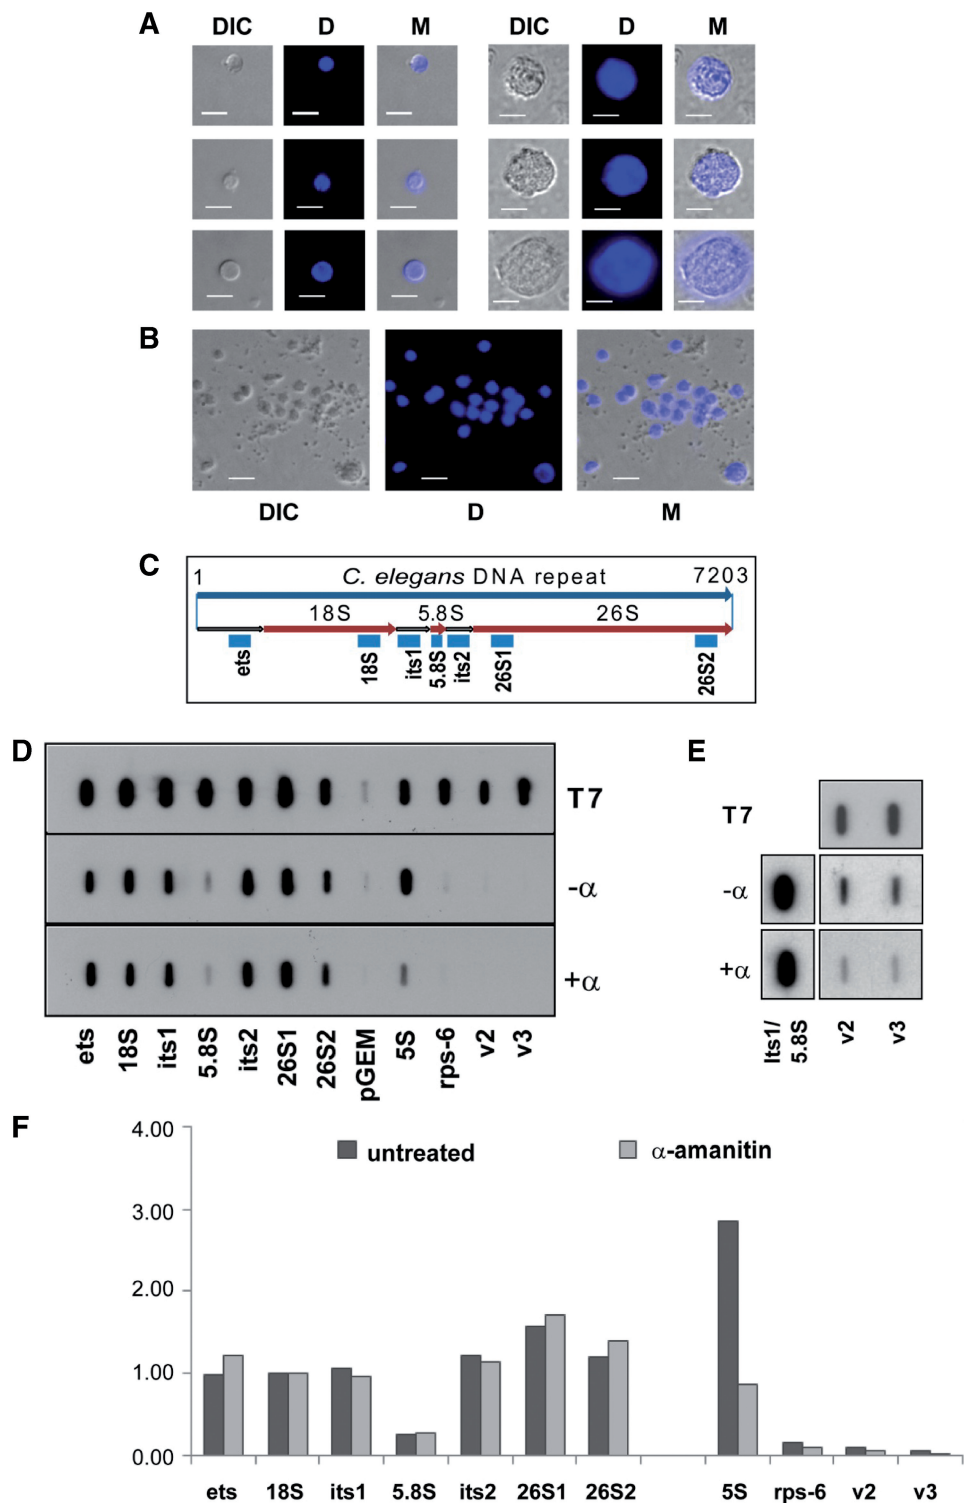 A
DIC D M DIC D M
B
DIC D M
C
1 C. elegans DNA repeat 7203
18S 5.8S 26S
ets 18S its1 5.8S its2 26S1 26S2
D
T7
-α
+α
ets 18S its1 5.8S its2 26S1 26S2 pGEM 5S rps-6 v2 v3
E
T7
-α
+α
Its1/
5.8S
v2 v3
F
4.00
untreated α-amanitin
3.00
2.00
1.00
0.00
ets 18S its1 5.8S its2 26S1 26S2 5S rps-6 v2 v3